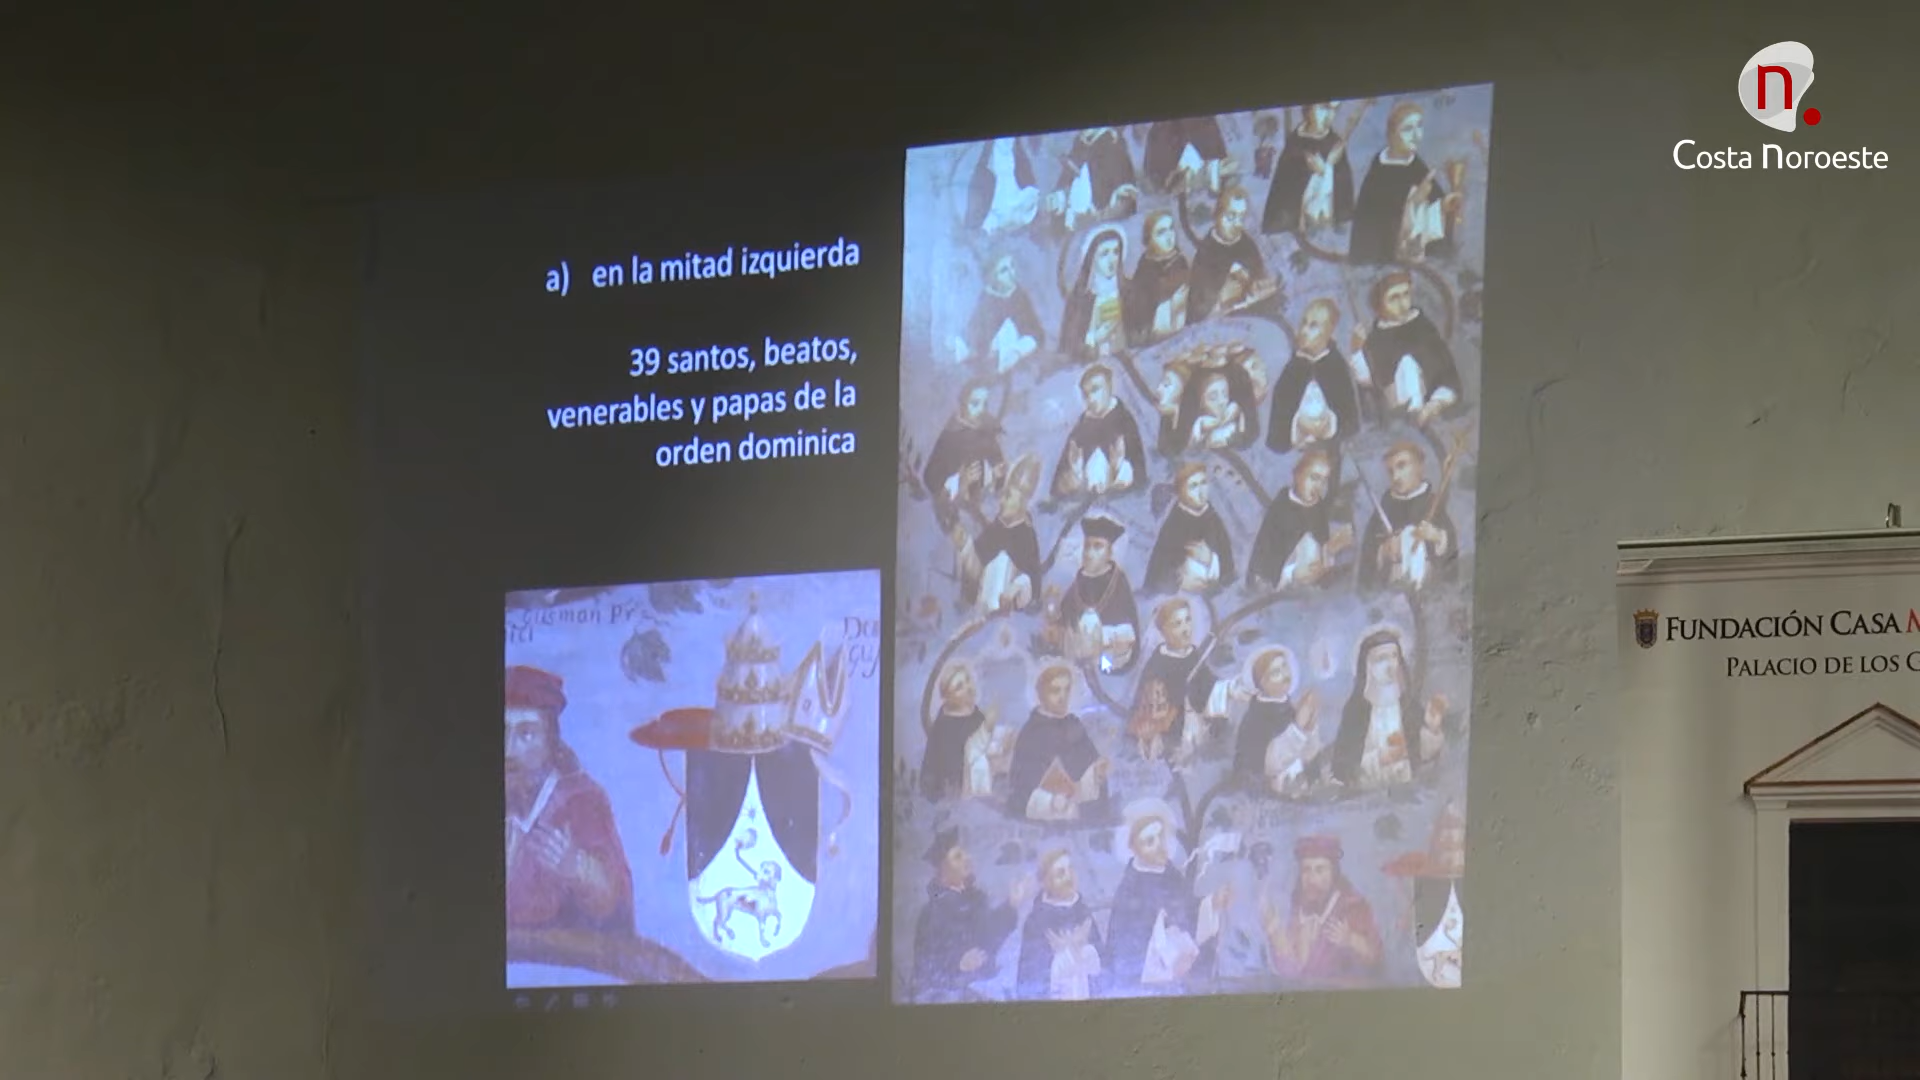 n.
Costa Noroeste
a) en la mitad izquierda
39 santos, beatos,
venerables y papas de la
orden dominica
Gusman Pr
FUNDACIÓN CASA M
PALACIO DE LOS